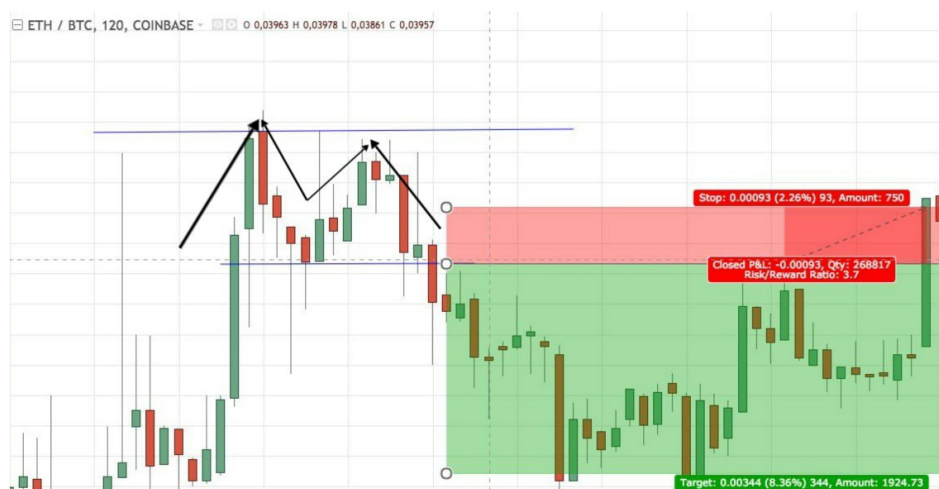 ETH / BTC, 120, COINBASE O 0,03963 H 0,03978 L 0,03861 C 0,03957
Stop: 0.00093 (2.26%) 93, Amount: 750
Closed P&L: -0.00093, Qty: 268817
Risk/Reward Ratio: 3.7
Target: 0.00344 (8.36%) 344, Amount: 1924.73